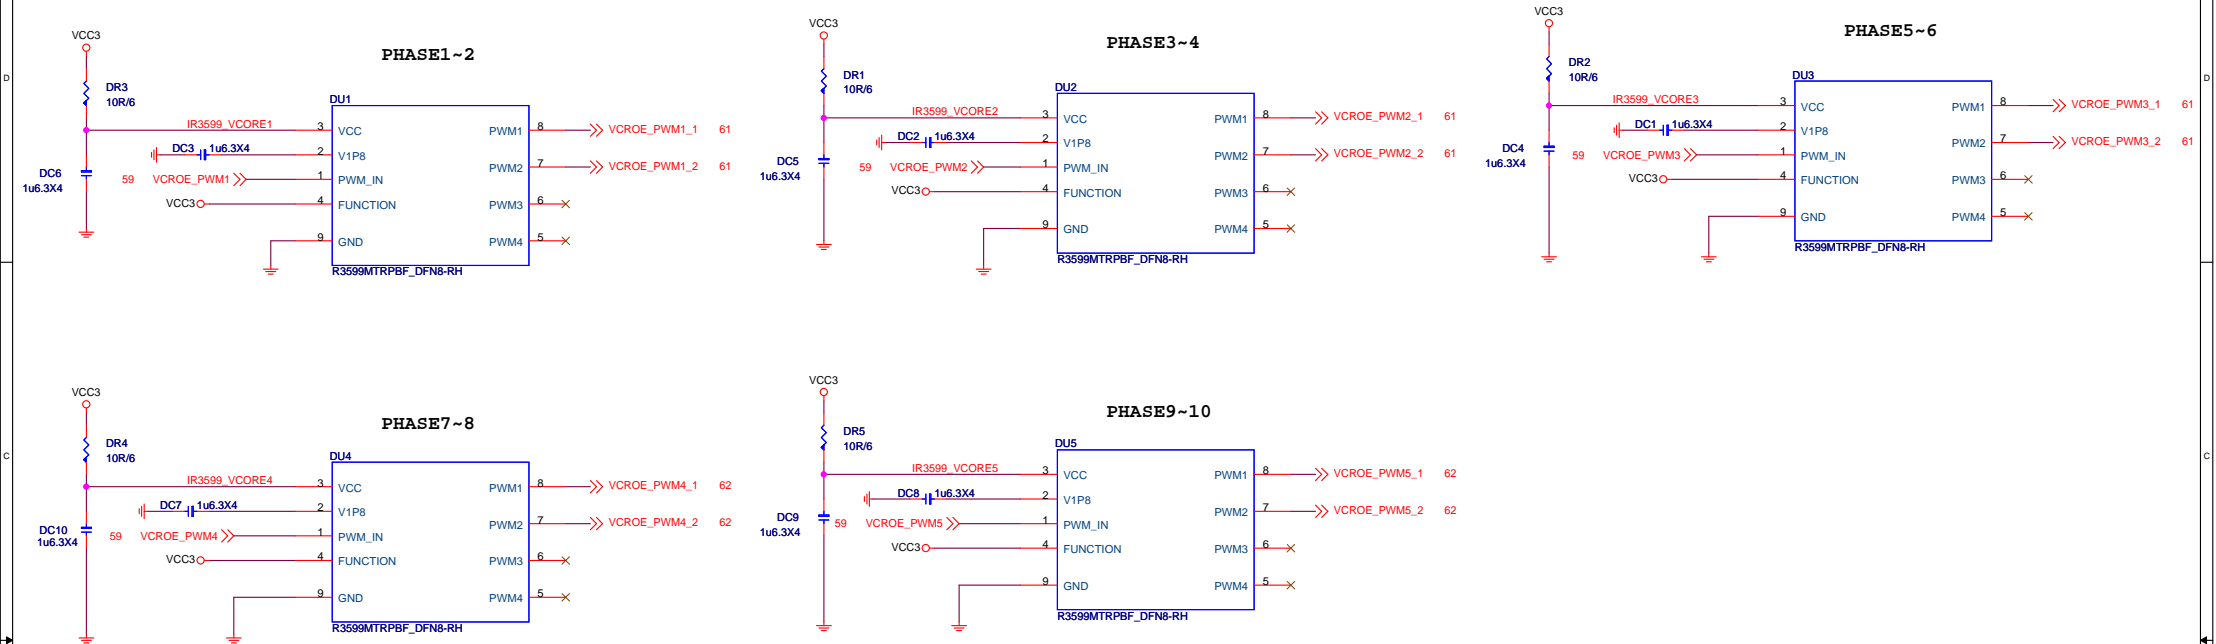 VCC3
PHASE1~2
DR3
10R/6
DU1
IR3599_VCORE1
3
VCC
PWM1
8
VCROE_PWM1_1
61
DC3
1u6.3X4
2
V1P8
PWM2
7
VCROE_PWM1_2
61
DC6
1u6.3X4
59
VCROE_PWM1
1
PWM_IN
VCC3
4
FUNCTION
PWM3
6
9
GND
PWM4
5
R3599MTRPBF_DFN8-RH
VCC3
PHASE3~4
DR1
10R/6
DU2
IR3599_VCORE2
3
VCC
PWM1
8
VCROE_PWM2_1
61
DC2
1u6.3X4
2
V1P8
PWM2
7
VCROE_PWM2_2
61
DC5
1u6.3X4
59
VCROE_PWM2
1
PWM_IN
VCC3
4
FUNCTION
PWM3
6
9
GND
PWM4
5
R3599MTRPBF_DFN8-RH
VCC3
PHASE5~6
DR2
10R/6
DU3
IR3599_VCORE3
3
VCC
PWM1
8
VCROE_PWM3_1
61
DC1
1u6.3X4
2
V1P8
PWM2
7
VCROE_PWM3_2
61
DC4
1u6.3X4
59
VCROE_PWM3
1
PWM_IN
VCC3
4
FUNCTION
PWM3
6
9
GND
PWM4
5
R3599MTRPBF_DFN8-RH
D
D
VCC3
PHASE7~8
DR4
10R/6
DU4
IR3599_VCORE4
3
VCC
PWM1
8
VCROE_PWM4_1
62
DC7
1u6.3X4
2
V1P8
PWM2
7
VCROE_PWM4_2
62
DC10
1u6.3X4
59
VCROE_PWM4
1
PWM_IN
VCC3
4
FUNCTION
PWM3
6
9
GND
PWM4
5
R3599MTRPBF_DFN8-RH
VCC3
PHASE9~10
DR5
10R/6
DU5
IR3599_VCORE5
3
VCC
PWM1
8
VCROE_PWM5_1
62
DC8
1u6.3X4
2
V1P8
PWM2
7
VCROE_PWM5_2
62
DC9
1u6.3X4
59
VCROE_PWM5
1
PWM_IN
VCC3
4
FUNCTION
PWM3
6
9
GND
PWM4
5
R3599MTRPBF_DFN8-RH
C
C